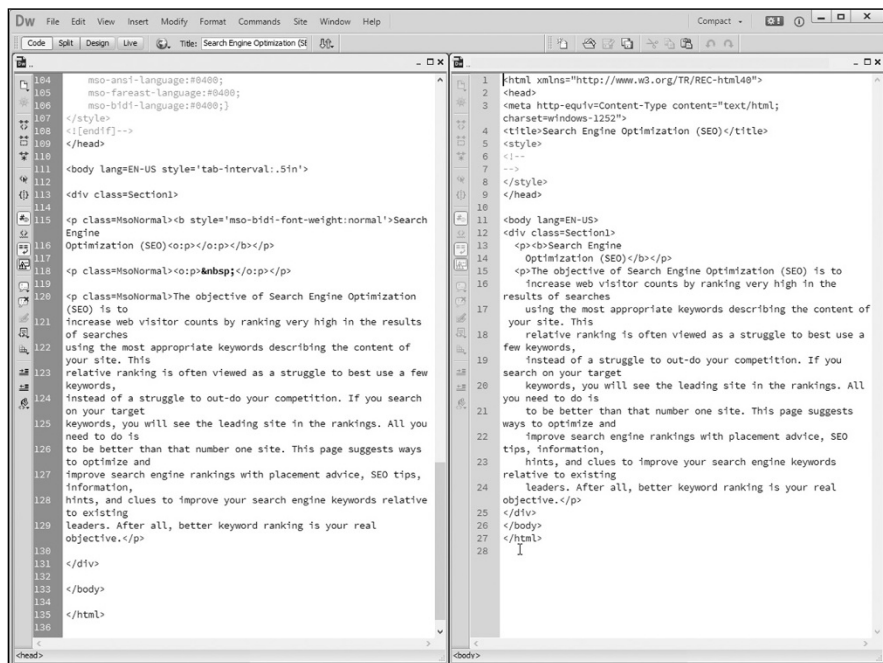 Dw File Edit View Insert Modify Format Commands Site Window Help Compact
Code Split Design Live Title: Search Engine Optimization (SE
104 mso-ansi-language:#0400;
105 mso-fareast-language:#0400;
106 mso-bidi-language:#0400;}
107 </style>
108 <![endif]-->
109 </head>
110
111 <body lang=EN-US style='tab-interval:.5in'>
112
113 <div class=Section1>
114
115 <p class=MsoNormal><b style='mso-bidi-font-weight:normal'>Search
Engine
116 Optimization (SEO)<o:p></o:p></b></p>
117
118 <p class=MsoNormal><o:p>&nbsp;</o:p></p>
119
120 <p class=MsoNormal>The objective of Search Engine Optimization
(SEO) is to
121 increase web visitor counts by ranking very high in the results
of searches
122 using the most appropriate keywords describing the content of
your site. This
123 relative ranking is often viewed as a struggle to best use a few
keywords,
124 instead of a struggle to out-do your competition. If you search
on your target
125 keywords, you will see the leading site in the rankings. All you
need to do is
126 to be better than that number one site. This page suggests ways
to optimize and
127 improve search engine rankings with placement advice, SEO tips,
information,
128 hints, and clues to improve your search engine keywords relative
to existing
129 leaders. After all, better keyword ranking is your real
objective.</p>
130
131 </div>
132
133 </body>
134
135 </html>
136
<head>
1 <html xmlns="http://www.w3.org/TR/REC-html40">
2 <head>
3 <meta http-equiv=Content-Type content="text/html;
charset=windows-1252">
4 <title>Search Engine Optimization (SEO)</title>
5 <style>
6 <!--
7 -->
8 </style>
9 </head>
10
11 <body lang=EN-US>
12 <div class=Section1>
13 <p><b>Search Engine
14 Optimization (SEO)</b></p>
15 <p>The objective of Search Engine Optimization (SEO) is to
16 increase web visitor counts by ranking very high in the
results of searches
17 using the most appropriate keywords describing the content of
your site. This
18 relative ranking is often viewed as a struggle to best use a
few keywords,
19 instead of a struggle to out-do your competition. If you
search on your target
20 keywords, you will see the leading site in the rankings. All
you need to do is
21 to be better than that number one site. This page suggests
ways to optimize and
22 improve search engine rankings with placement advice, SEO
tips, information,
23 hints, and clues to improve your search engine keywords
relative to existing
24 leaders. After all, better keyword ranking is your real
objective.</p>
25 </div>
26 </body>
27 </html>
28
<body>